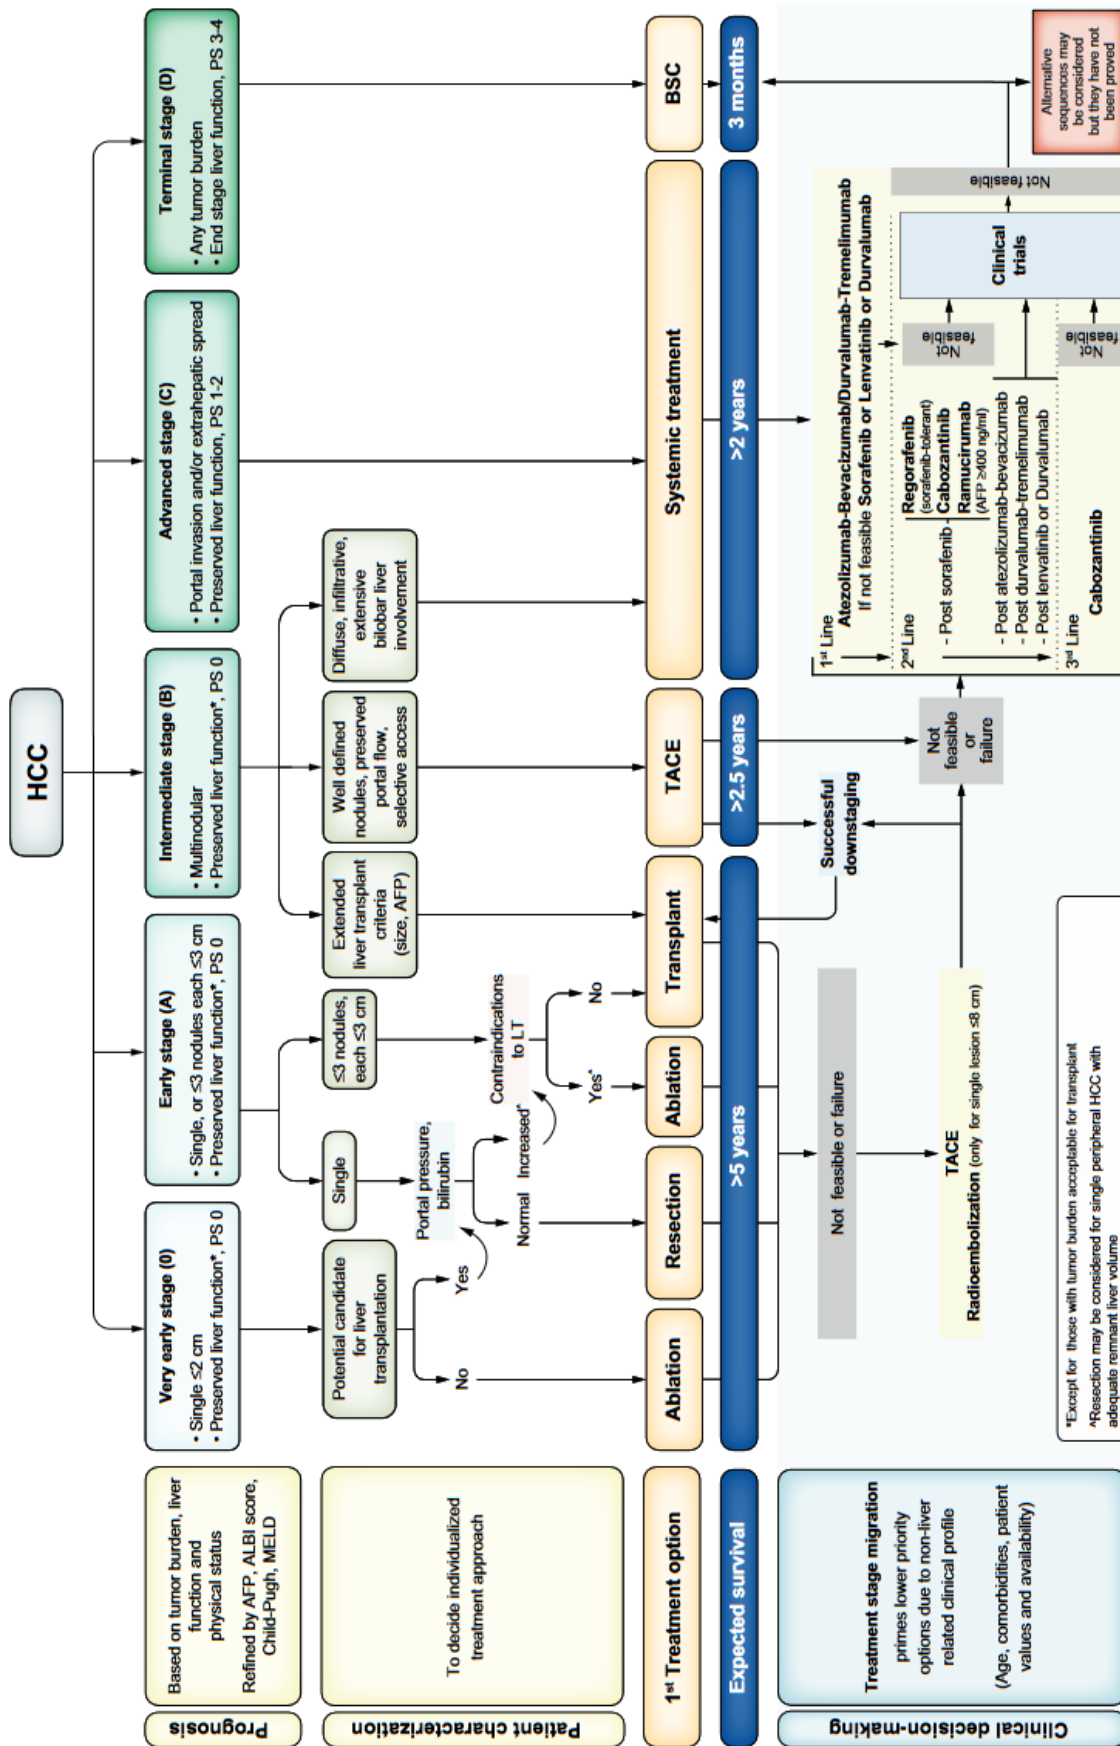 HCC
Prognosis
Based on tumor burden, liver
function and
physical status
Refined by AFP, ALBI score,
Child-Pugh, MELD
Very early stage (0)
• Single ≤2 cm
• Preserved liver function*, PS 0
Early stage (A)
• Single, or ≤3 nodules each ≤3 cm
• Preserved liver function*, PS 0
Intermediate stage (B)
• Multinodular
• Preserved liver function*, PS 0
Advanced stage (C)
• Portal invasion and/or extrahepatic spread
• Preserved liver function, PS 1-2
Terminal stage (D)
• Any tumor burden
• End stage liver function, PS 3-4
Patient characterization
To decide individualized
treatment approach
Potential candidate
for liver
transplantation
Single
≤3 nodules,
each ≤3 cm
Extended
liver transplant
criteria
(size, AFP)
Well defined
nodules, preserved
portal flow,
selective access
Diffuse, infiltrative,
extensive
bilobar liver
involvement
Portal pressure,
bilirubin
No
Yes
Normal
Increased^
Contraindications
to LT
Yes^
No
1st Treatment option
Ablation
Resection
Ablation
Transplant
TACE
Systemic treatment
BSC
Expected survival
>5 years
>2.5 years
>2 years
3 months
Clinical decision-making
Treatment stage migration
primes lower priority
options due to non-liver
related clinical profile
(Age, comorbidities, patient
values and availability)
Not feasible or failure
TACE
Radioembolization (only for single lesion ≤8 cm)
Successful
downstaging
Not
feasible
or
failure
1st Line
Atezolizumab-Bevacizumab/Durvalumab-Tremelimumab
If not feasible Sorafenib or Lenvatinib or Durvalumab
2nd Line
- Post sorafenib
Regorafenib
(sorafenib-tolerant)
Cabozantinib
Ramucirumab
(AFP ≥400 ng/ml)
- Post atezolizumab-bevacizumab
- Post durvalumab-tremelimumab
- Post lenvatinib or Durvalumab
3rd Line
Cabozantinib
Not
feasible
Not
feasible
Clinical
trials
Not feasible
Alternative
sequences may
be considered
but they have not
been proved
*Except for those with tumor burden acceptable for transplant
^Resection may be considered for single peripheral HCC with
adequate remnant liver volume